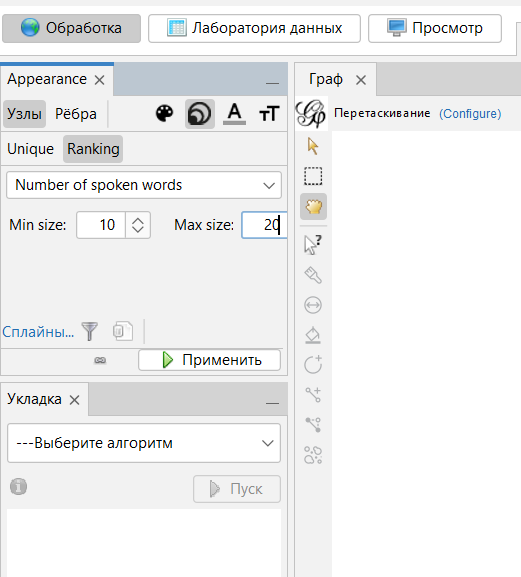 Обработка Лаборатория данных Просмотр
Appearance
Узлы Рёбра
Unique Ranking
Number of spoken words
Min size: 10 Max size: 20
Сплайны...
Применить
Укладка
---Выберите алгоритм
Пуск
Граф
Перетаскивание (Configure)